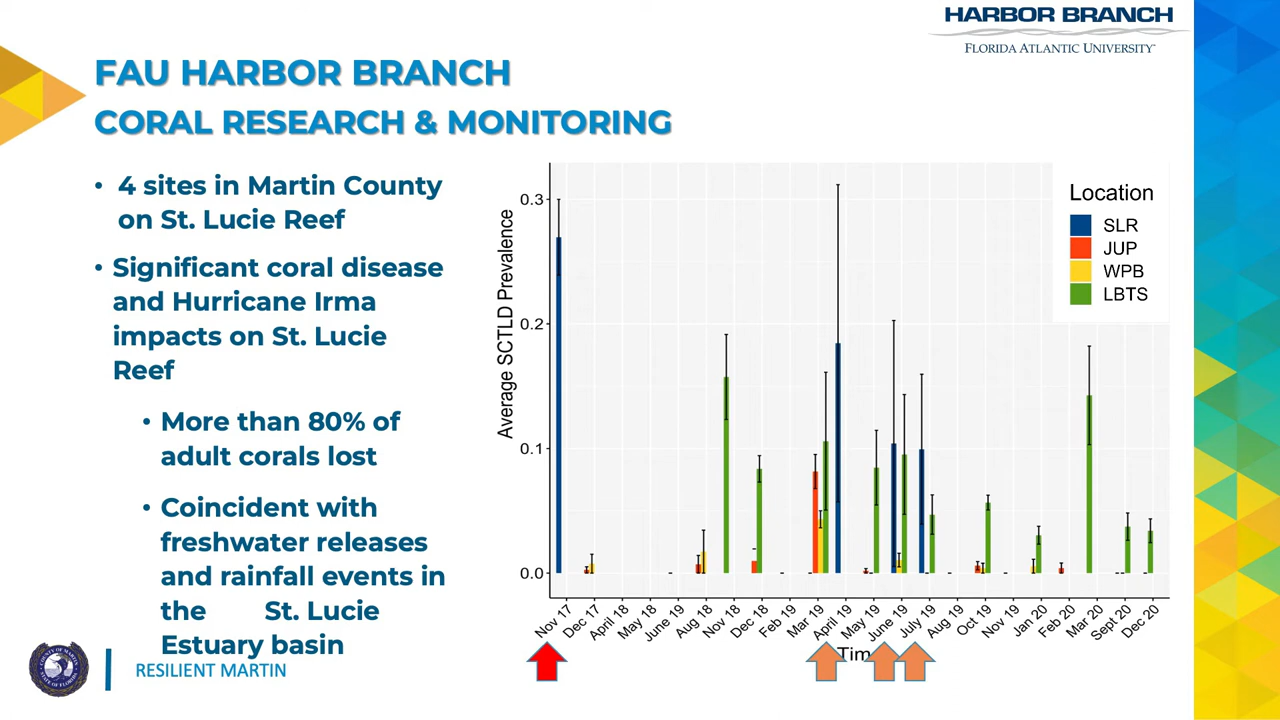 HARBOR BRANCH
FLORIDA ATLANTIC UNIVERSITY
FAU HARBOR BRANCH
CORAL RESEARCH & MONITORING
• 4 sites in Martin County
on St. Lucie Reef
• Significant coral disease
and Hurricane Irma
impacts on St. Lucie
Reef
• More than 80% of
adult corals lost
• Coincident with
freshwater releases
and rainfall events in
the St. Lucie
Estuary basin
RESILIENT MARTIN
Average SCTLD Prevalence
0.3
0.2
0.1
0.0
Location
SLR
JUP
WPB
LBTS
Nov 17
Dec 17
April 18
May 18
June 19
Aug 18
Nov 18
Dec 18
Feb 19
Mar 19
April 19
May 19
June 19
July 19
Aug 19
Oct 19
Nov 19
Jan 20
Feb 20
Mar 20
Sept 20
Dec 20
Tim